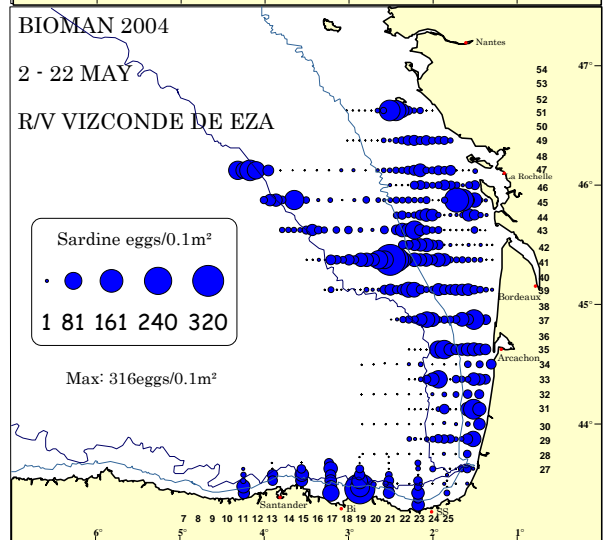 BIOMAN 2004
2 - 22 MAY
R/V VIZCONDE DE EZA
Sardine eggs/0.1m²
1 81 161 240 320
Max: 316eggs/0.1m²
Nantes
La Rochelle
Bordeaux
Arcachon
Santander
Bi
SS
47°
46°
45°
44°
54
53
52
51
50
49
48
47
46
45
44
43
42
41
40
39
38
37
36
35
34
33
32
31
30
29
28
27
7 8 9 10 11 12 13 14 15 16 17 18 19 20 21 22 23 24 25
6° 5° 4° 3° 2° 1°